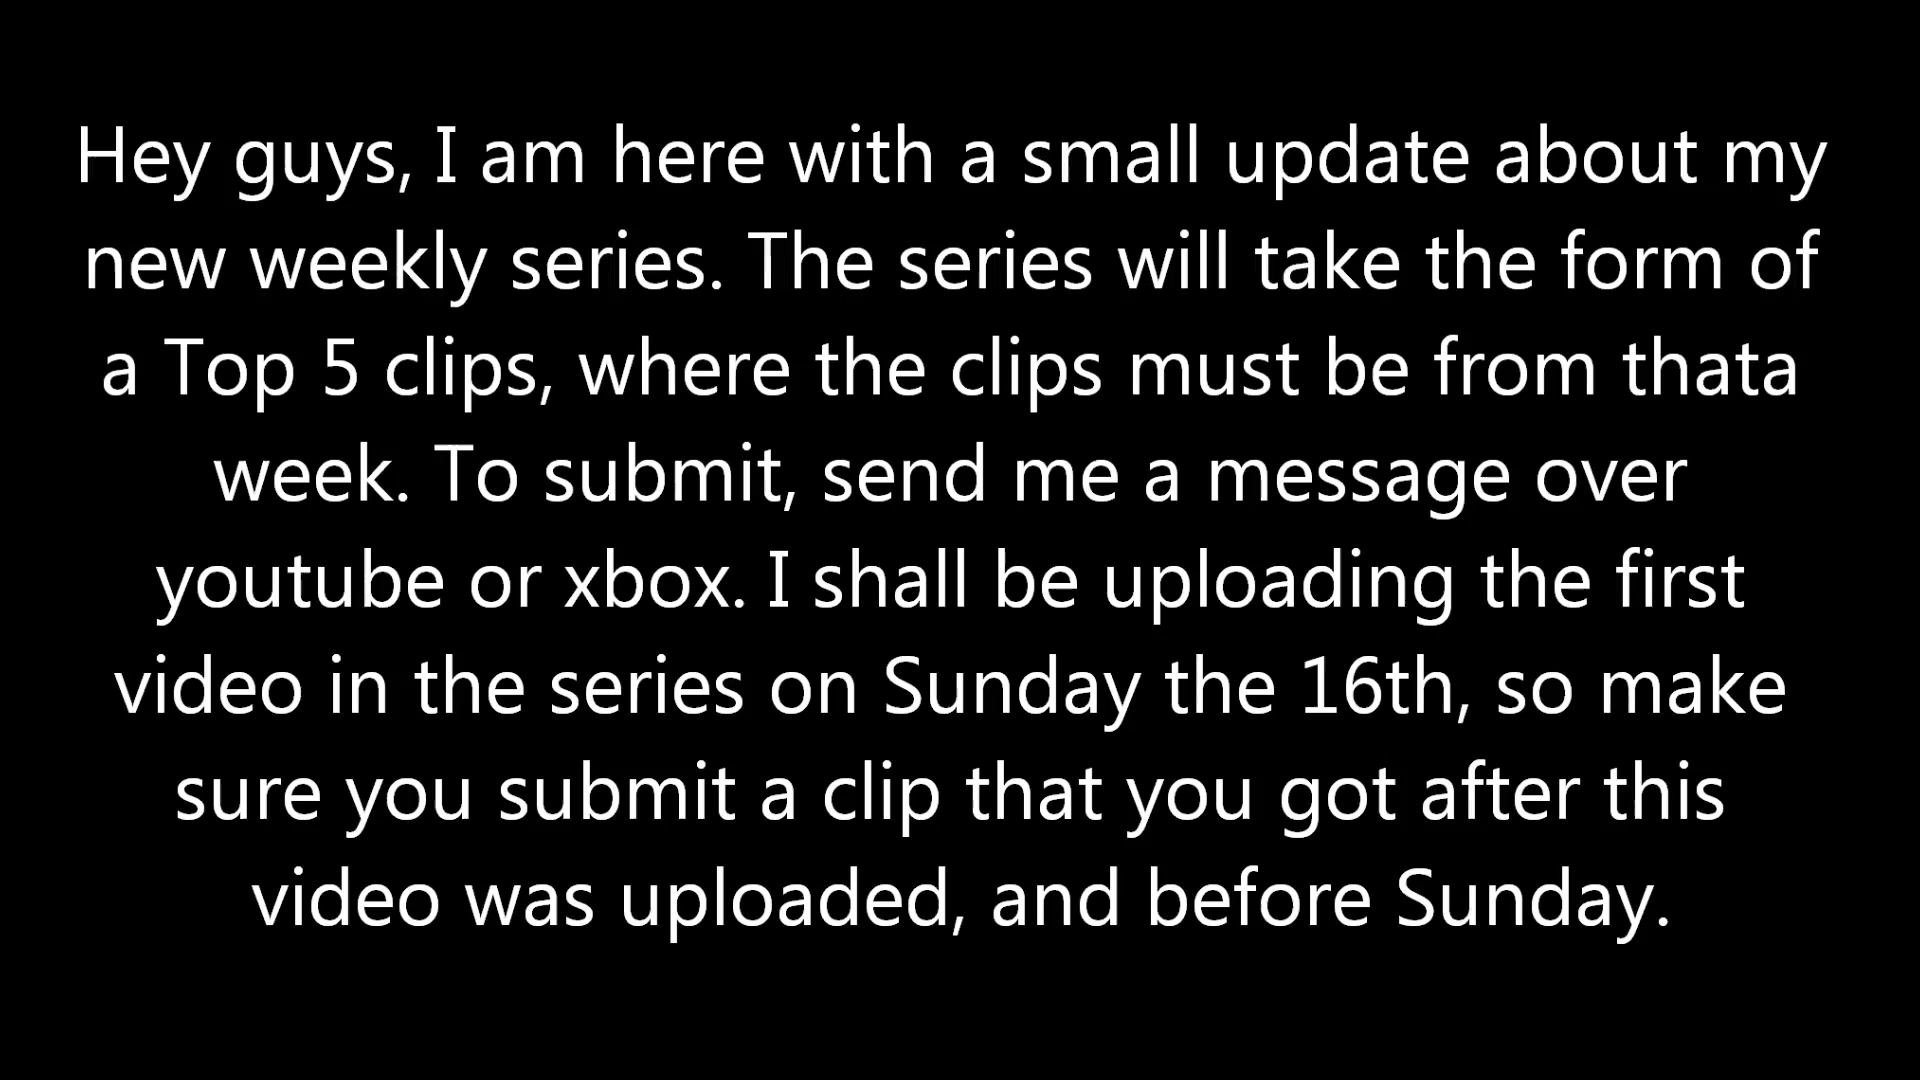 Hey guys, I am here with a small update about my
new weekly series. The series will take the form of
a Top 5 clips, where the clips must be from thata
week. To submit, send me a message over
youtube or xbox. I shall be uploading the first
video in the series on Sunday the 16th, so make
sure you submit a clip that you got after this
video was uploaded, and before Sunday.